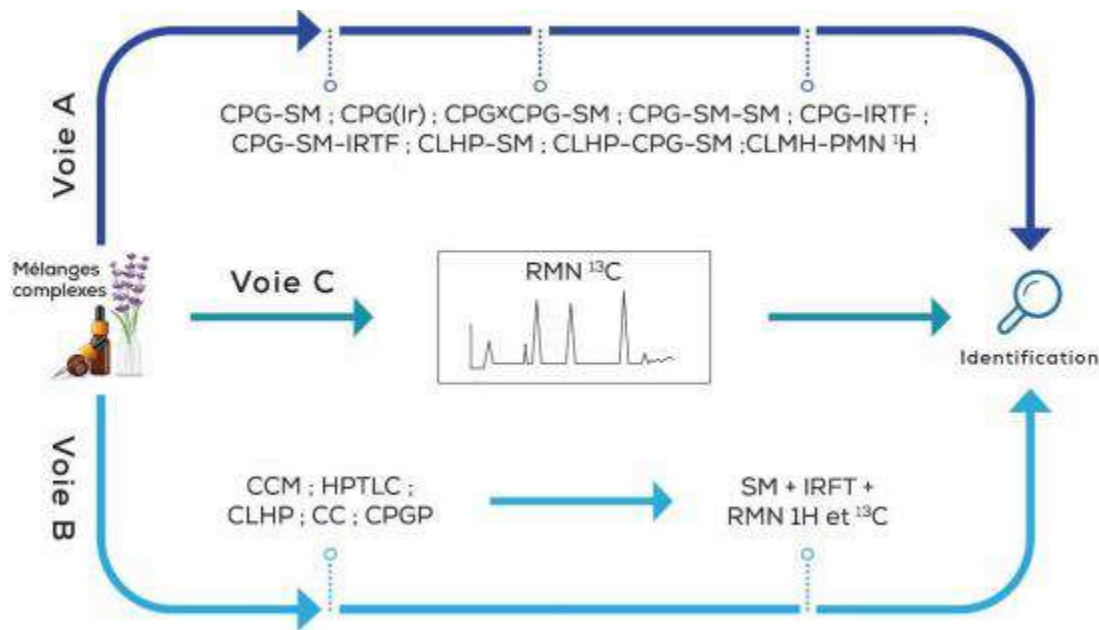 Voie A
CPG-SM ; CPG(Ir) ; CPGxCPG-SM ; CPG-SM-SM ; CPG-IRTF ;
CPG-SM-IRTF ; CLHP-SM ; CLHP-CPG-SM ;CLMH-PMN ¹H
Mélanges
complexes
Voie C
RMN ¹³C
Identification
Voie B
CCM ; HPTLC ;
CLHP ; CC ; CPGP
SM + IRFT +
RMN 1H et ¹³C